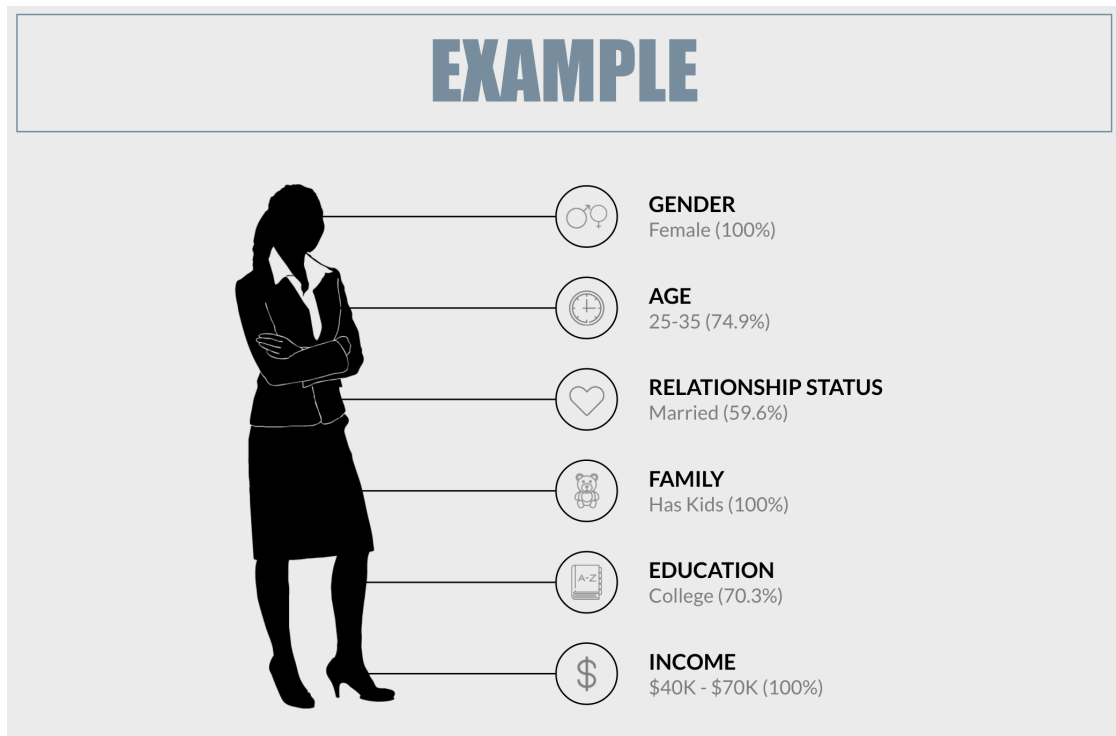 EXAMPLE
GENDER
Female (100%)
AGE
25-35 (74.9%)
RELATIONSHIP STATUS
Married (59.6%)
FAMILY
Has Kids (100%)
A-Z
EDUCATION
College (70.3%)
$
INCOME
$40K - $70K (100%)